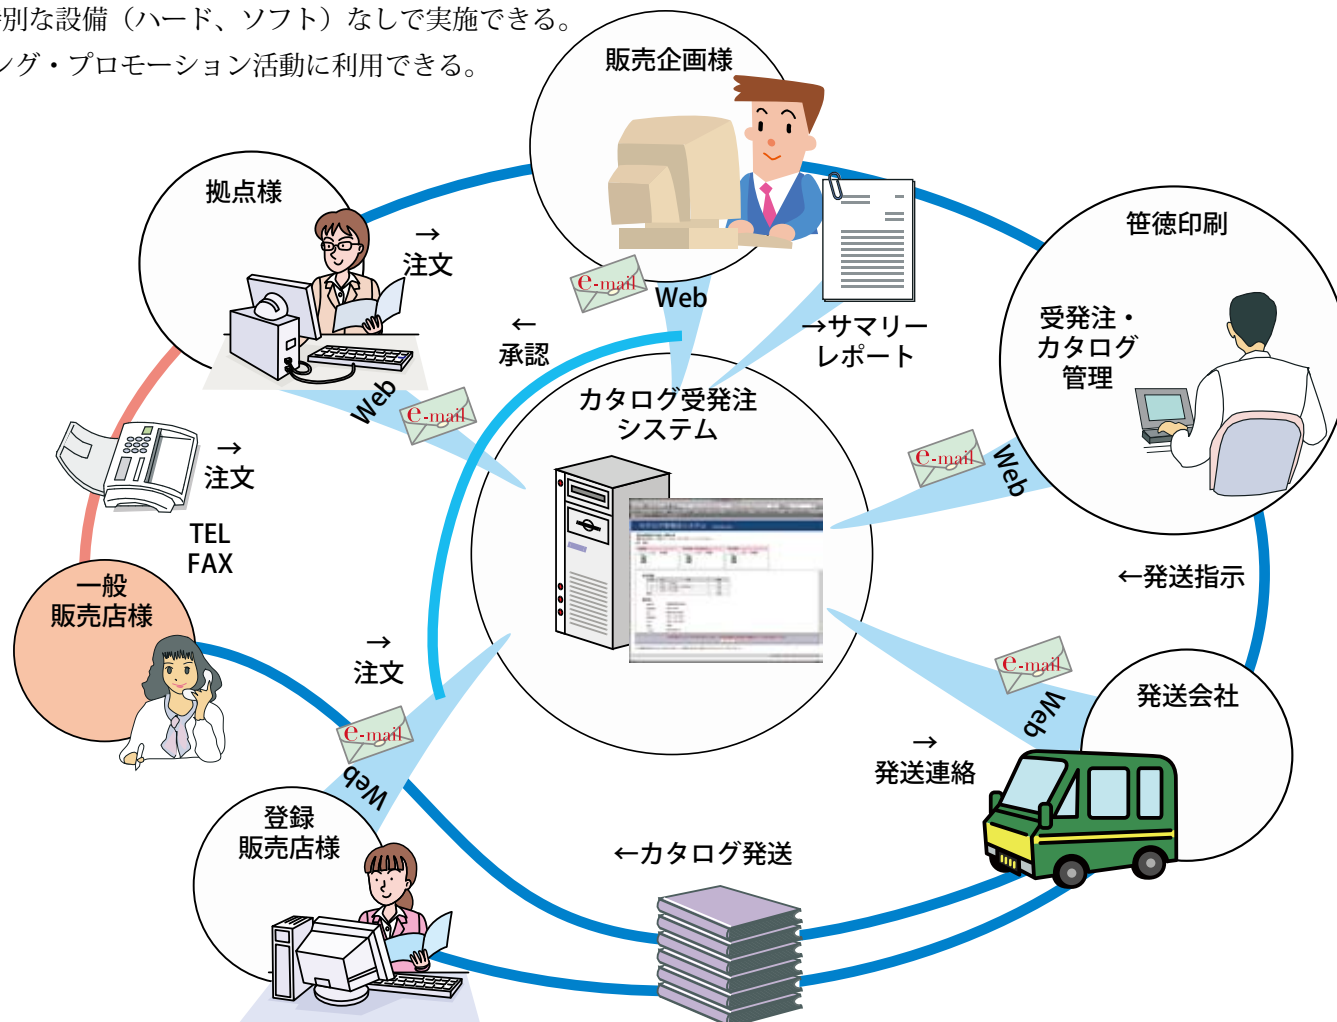 別な設備（ハード、ソフト）なしで実施できる。
ング・プロモーション活動に利用できる。
販売企画様
拠点様
→
注文
笹徳印刷
e-mail
Web
←
承認
→サマリー
レポート
受発注・
カタログ
管理
Web
e-mail
カタログ受発注
システム
→
注文
TEL
FAX
e-mail
Web
一般
販売店様
←発送指示
→
注文
e-mail
Web
e-mail
Web
発送会社
→
発送連絡
登録
販売店様
←カタログ発送